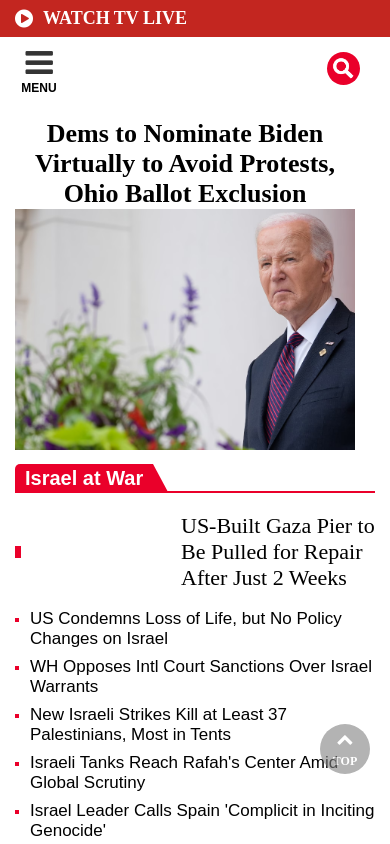 WATCH TV LIVE
MENU
Dems to Nominate Biden
Virtually to Avoid Protests,
Ohio Ballot Exclusion
Israel at War
US-Built Gaza Pier to
Be Pulled for Repair
After Just 2 Weeks
US Condemns Loss of Life, but No Policy
Changes on Israel
WH Opposes Intl Court Sanctions Over Israel
Warrants
New Israeli Strikes Kill at Least 37
Palestinians, Most in Tents
Israeli Tanks Reach Rafah's Center Amid
Global Scrutiny
TOP
Israel Leader Calls Spain 'Complicit in Inciting
Genocide'